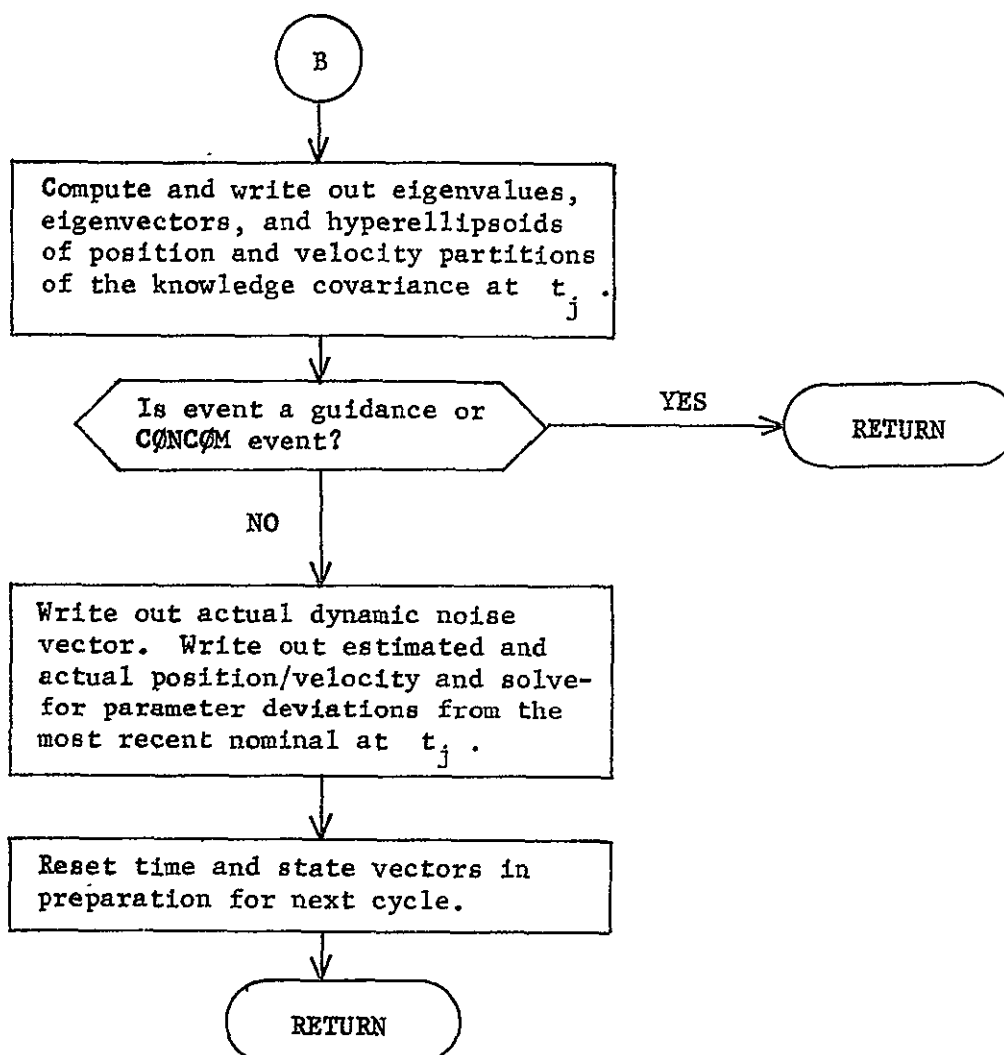 B
Compute and write out eigenvalues,
eigenvectors, and hyperellipsoids
of position and velocity partitions
of the knowledge covariance at t_j .
Is event a guidance or
CØNCØM event?
YES
RETURN
NO
Write out actual dynamic noise
vector. Write out estimated and
actual position/velocity and solve-
for parameter deviations from the
most recent nominal at t_j .
Reset time and state vectors in
preparation for next cycle.
RETURN